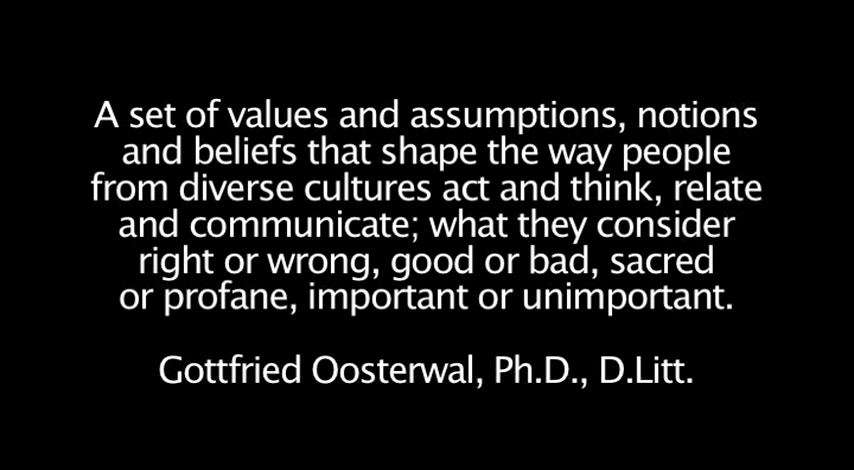 A set of values and assumptions, notions
and beliefs that shape the way people
from diverse cultures act and think, relate
and communicate; what they consider
right or wrong, good or bad, sacred
or profane, important or unimportant.
Gottfried Oosterwal, Ph.D., D.Litt.